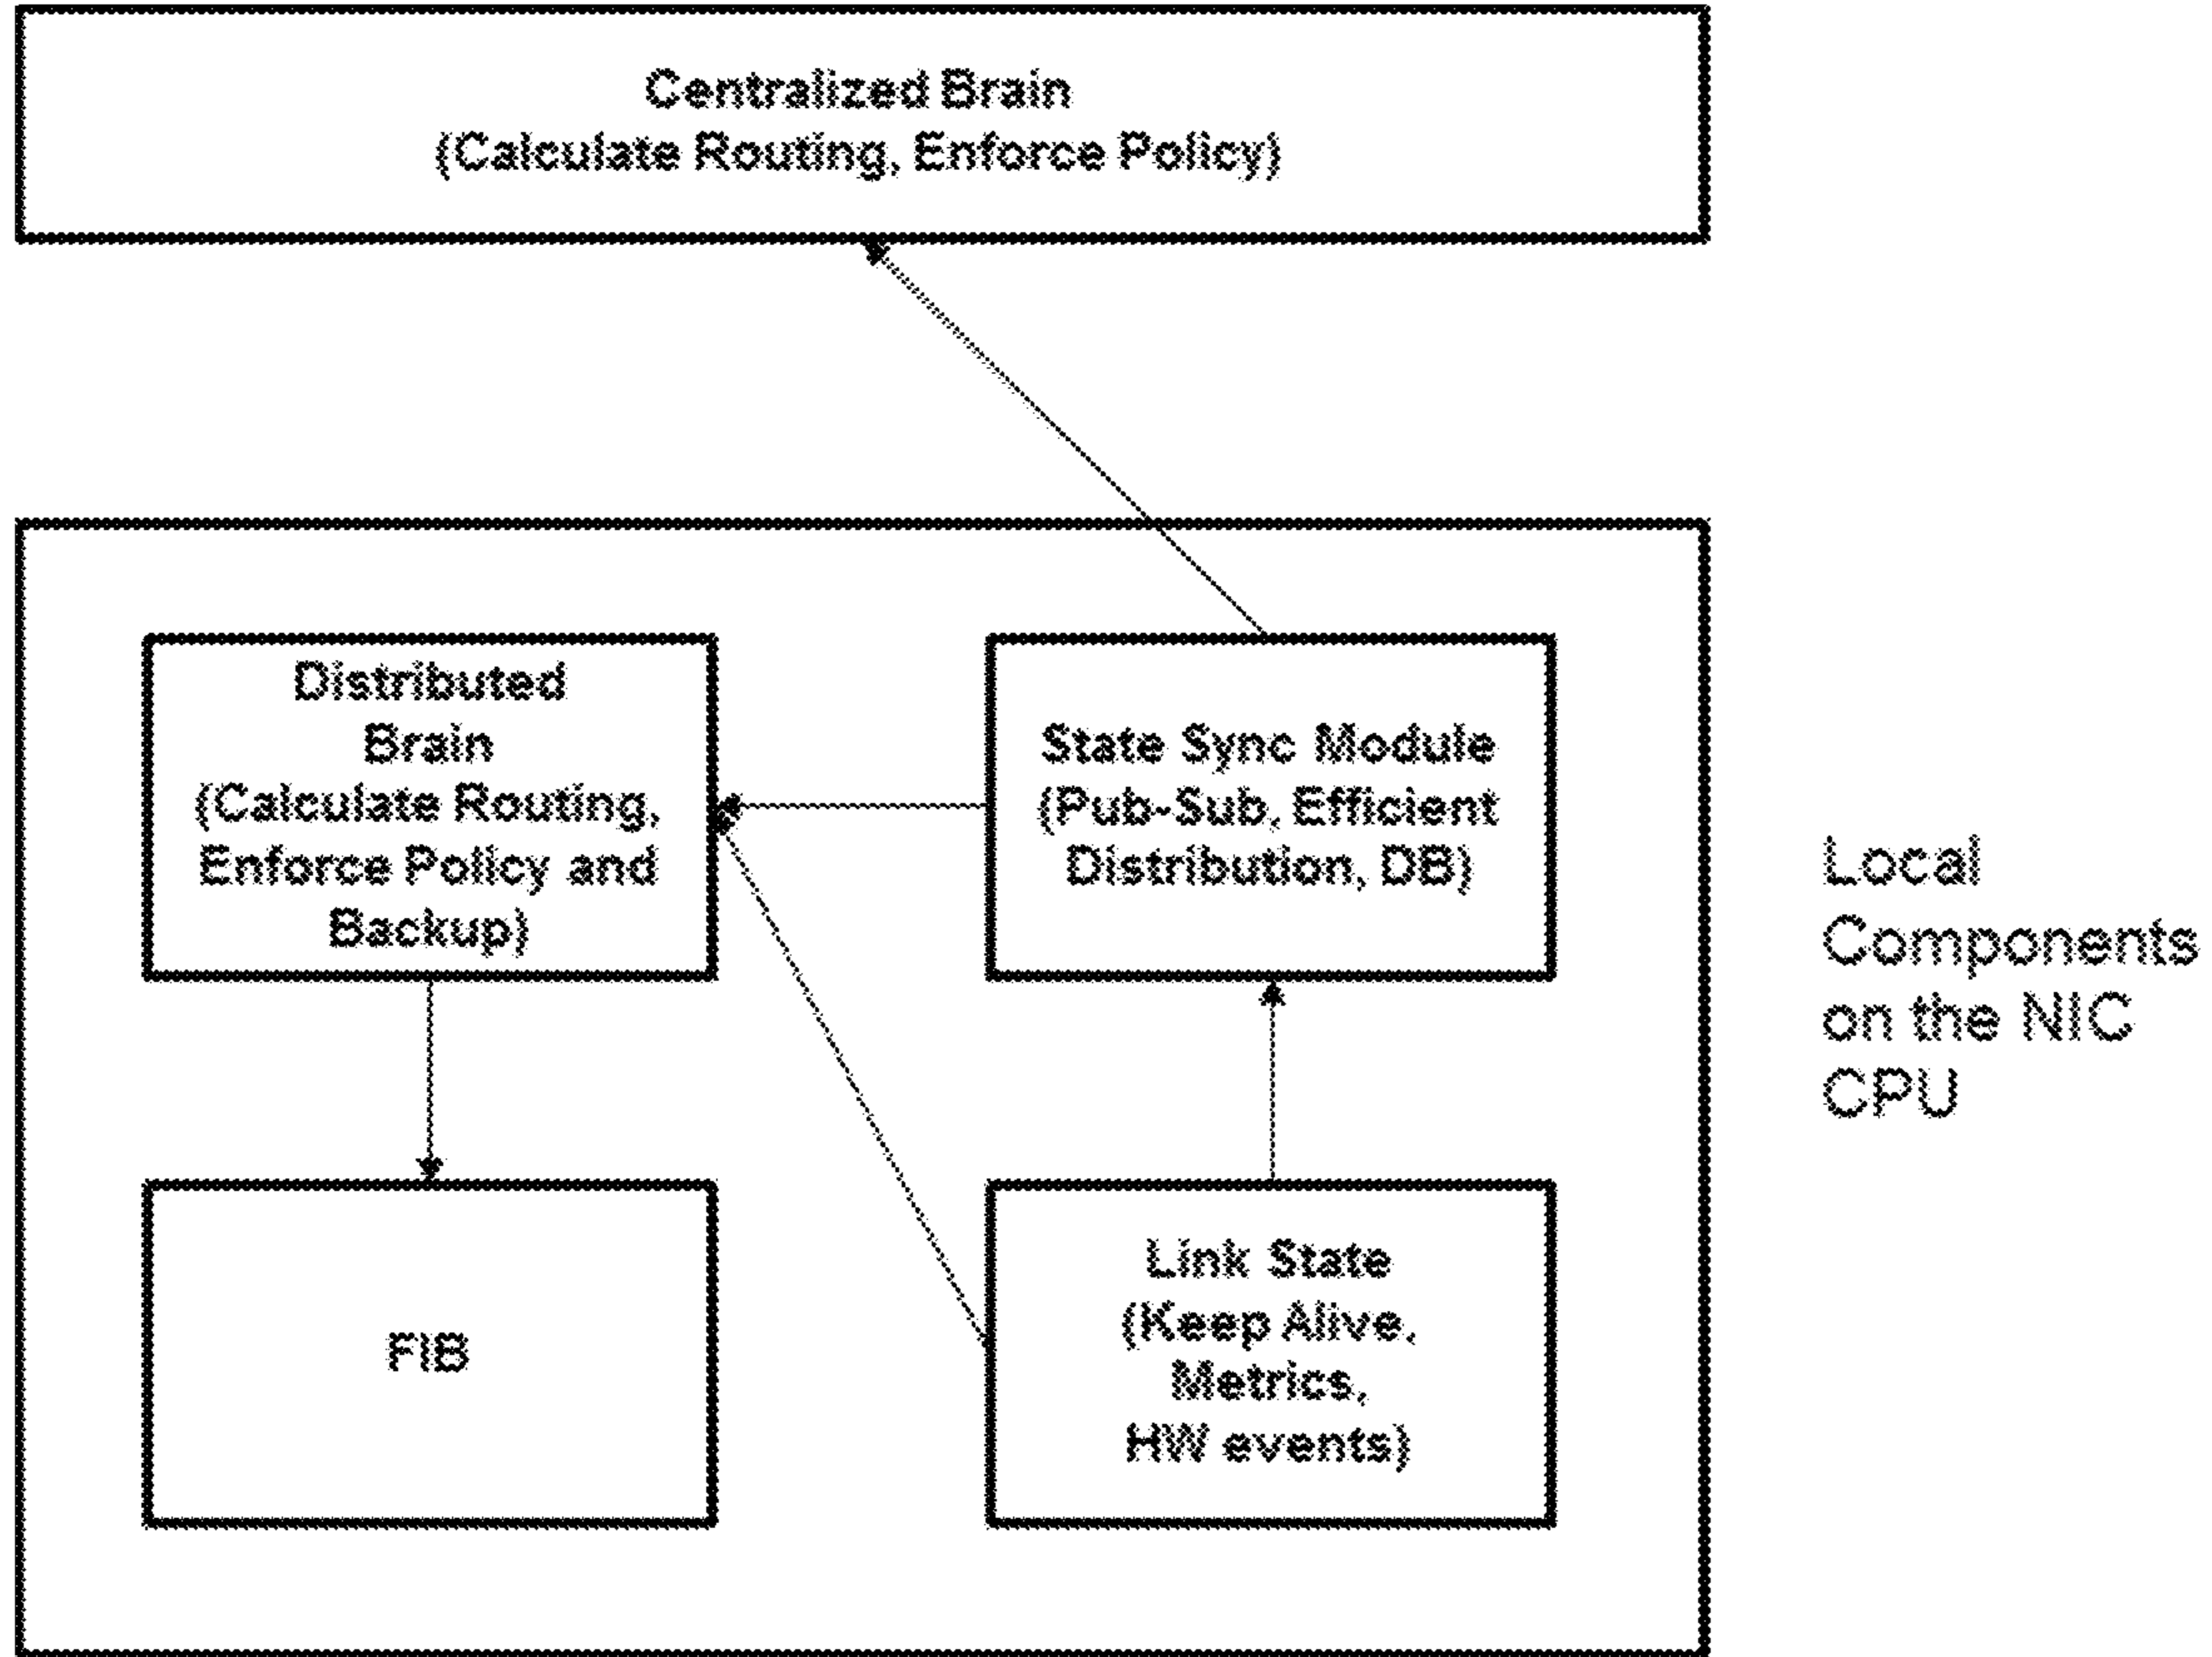 Centralized Brain
(Calculate Routing, Enforce Policy)
Distributed
Brain
(Calculate Routing,
Enforce Policy and
Backup)
State Sync Module
(Pub-Sub, Efficient
Distribution, DB)
FIB
Link State
(Keep Alive,
Metrics,
HW events)
Local
Components
on the NIC
CPU